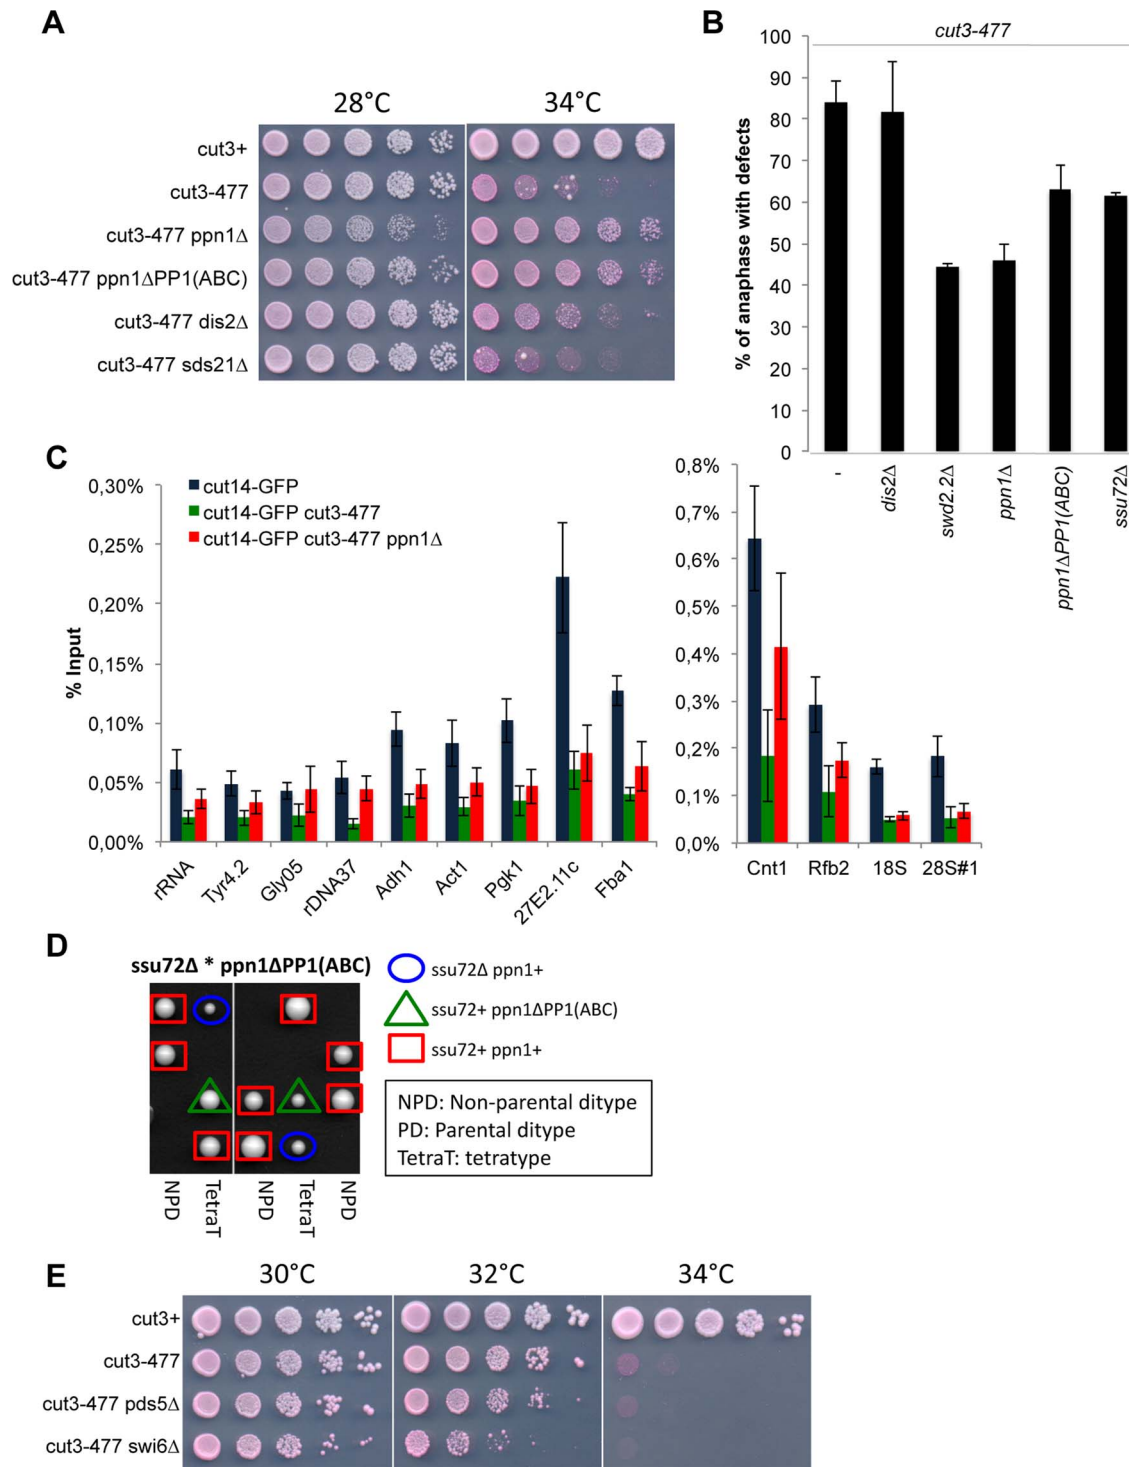 A
28°C 34°C
cut3+
cut3-477
cut3-477 ppn1Δ
cut3-477 ppn1ΔPP1(ABC)
cut3-477 dis2Δ
cut3-477 sds21Δ
B
cut3-477
% of anaphase with defects
100
90
80
70
60
50
40
30
20
10
0
-
dis2Δ
swd2.2Δ
ppn1Δ
ppn1ΔPP1(ABC)
ssu72Δ
C
cut14-GFP
cut14-GFP cut3-477
cut14-GFP cut3-477 ppn1Δ
% Input
0,30%
0,25%
0,20%
0,15%
0,10%
0,05%
0,00%
rRNA
Tyr4.2
Gly05
rDNA37
Adh1
Act1
Pgk1
27E2.11c
Fba1
0,8%
0,7%
0,6%
0,5%
0,4%
0,3%
0,2%
0,1%
0,0%
Cnt1 Rfb2 18S 28S#1
D
ssu72Δ * ppn1ΔPP1(ABC)
NPD
TetraT
NPD
TetraT
NPD
ssu72Δ ppn1+
ssu72+ ppn1ΔPP1(ABC)
ssu72+ ppn1+
NPD: Non-parental ditype
PD: Parental ditype
TetraT: tetratype
E
30°C 32°C 34°C
cut3+
cut3-477
cut3-477 pds5Δ
cut3-477 swi6Δ